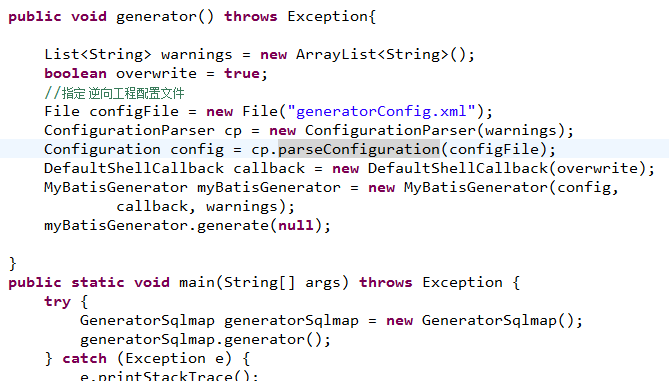 public void generator() throws Exception{
List<String> warnings = new ArrayList<String>();
boolean overwrite = true;
//指定 逆向工程配置文件
File configFile = new File("generatorConfig.xml");
ConfigurationParser cp = new ConfigurationParser(warnings);
Configuration config = cp.parseConfiguration(configFile);
DefaultShellCallback callback = new DefaultShellCallback(overwrite);
MyBatisGenerator myBatisGenerator = new MyBatisGenerator(config,
callback, warnings);
myBatisGenerator.generate(null);
}
public static void main(String[] args) throws Exception {
try {
GeneratorSqlmap generatorSqlmap = new GeneratorSqlmap();
generatorSqlmap.generator();
} catch (Exception e) {
e.printStackTrace();